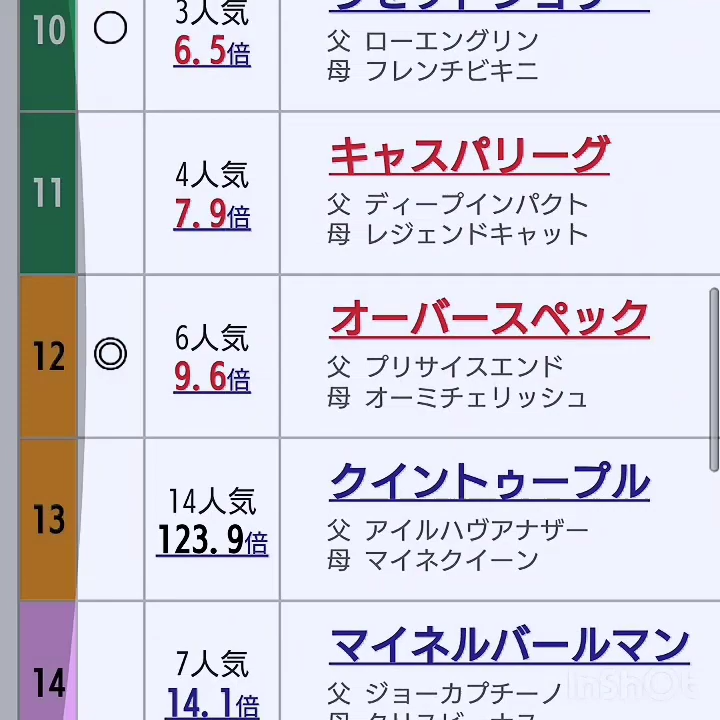 10
○
3人気
6.5倍
父 ローエングリン
母 フレンチビキニ
11
4人気
7.9倍
キャスパリーグ
父 ディープインパクト
母 レジェンドキャット
12
◎
6人気
9.6倍
オーバースペック
父 プリサイスエンド
母 オーミチェリッシュ
13
14人気
123.9倍
クイントゥープル
父 アイルハヴアナザー
母 マイネクイーン
14
7人気
14.1倍
マイネルバールマン
父 ジョーカプチーノ
InShOt